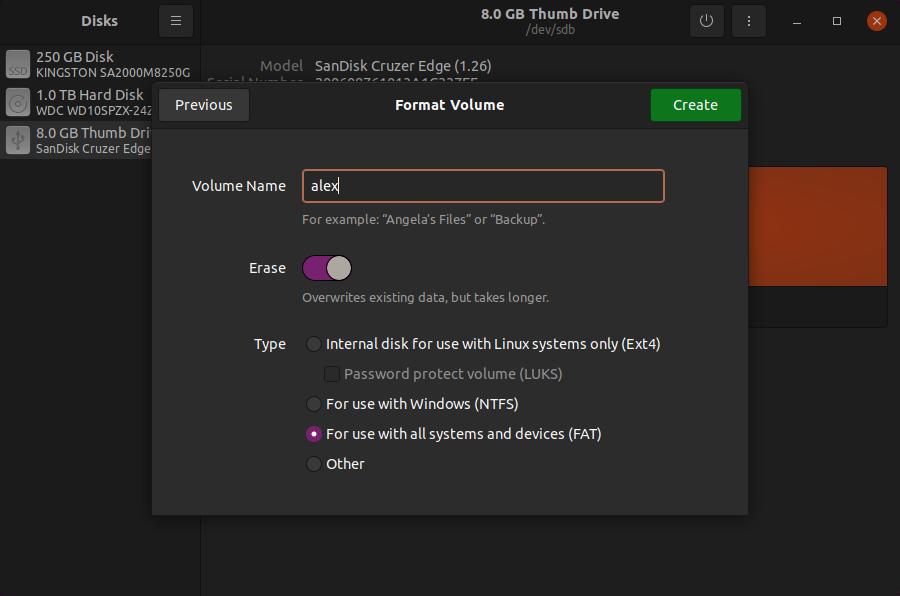 Disks
8.0 GB Thumb Drive
/dev/sdb
250 GB Disk
KINGSTON SA2000M8250G
SSD
1.0 TB Hard Disk
WDC WD10SPZX-24Z
8.0 GB Thumb Dri
SanDisk Cruzer Edge
Model SanDisk Cruzer Edge (1.26)
Serial Number
Previous
Format Volume
Create
Volume Name alex
For example: “Angela’s Files” or “Backup”.
Erase
Overwrites existing data, but takes longer.
Type Internal disk for use with Linux systems only (Ext4)
Password protect volume (LUKS)
For use with Windows (NTFS)
For use with all systems and devices (FAT)
Other